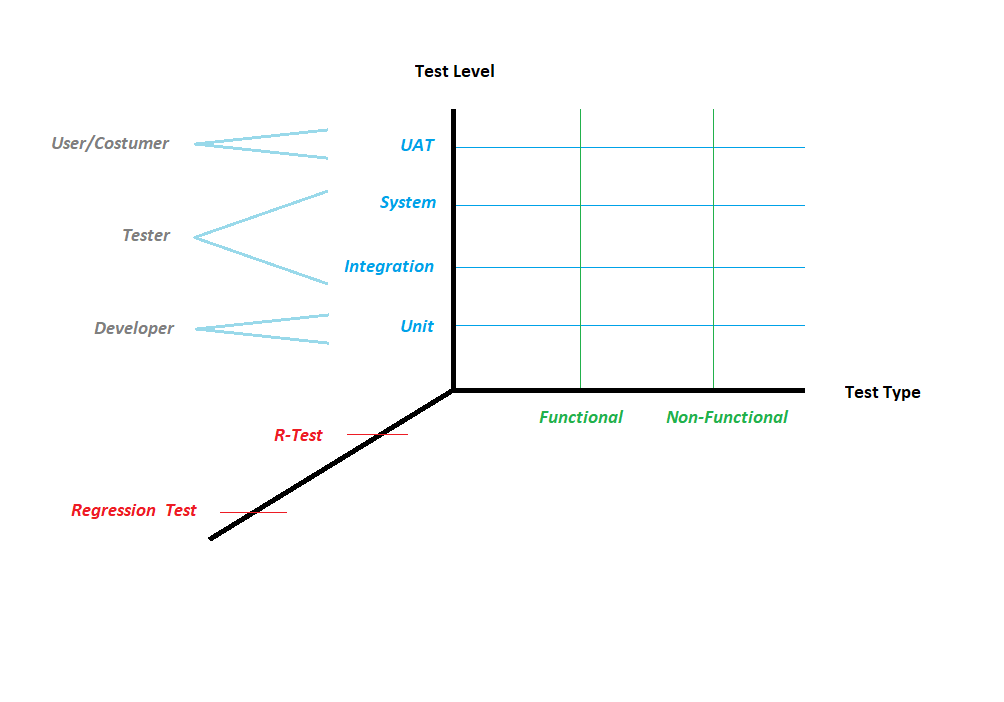 Test Level
User/Costumer
UAT
System
Tester
Integration
Developer
Unit
Test Type
Functional
Non-Functional
R-Test
Regression Test